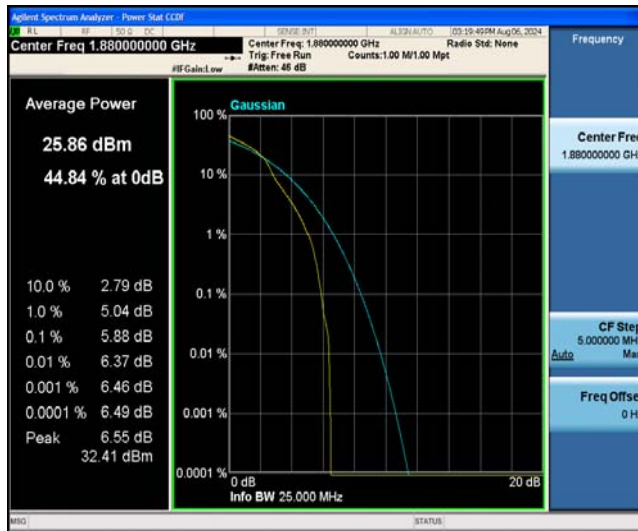 Agilent Spectrum Analyzer - Power Stat CCDF
RL RF 50 Ω DC SENSE:INT ALIGN AUTO 03:19:49 PM Aug 06, 2024
Center Freq 1.880000000 GHz
Center Freq: 1.880000000 GHz Radio Std: None
Trig: Free Run Counts:1.00 M/1.00 Mpt
#IFGain:Low #Atten: 46 dB
Frequency
Average Power
25.86 dBm
44.84 % at 0dB
10.0 % 2.79 dB
1.0 % 5.04 dB
0.1 % 5.88 dB
0.01 % 6.37 dB
0.001 % 6.46 dB
0.0001 % 6.49 dB
Peak 6.55 dB
32.41 dBm
Gaussian
100 %
10 %
1 %
0.1 %
0.01 %
0.001 %
0.0001 %
0 dB 20 dB
Info BW 25.000 MHz
Center Fre
1.880000000 GH
CF Step
5.000000 MH
Auto Ma
Freq Offse
0 H
MSG STATUS